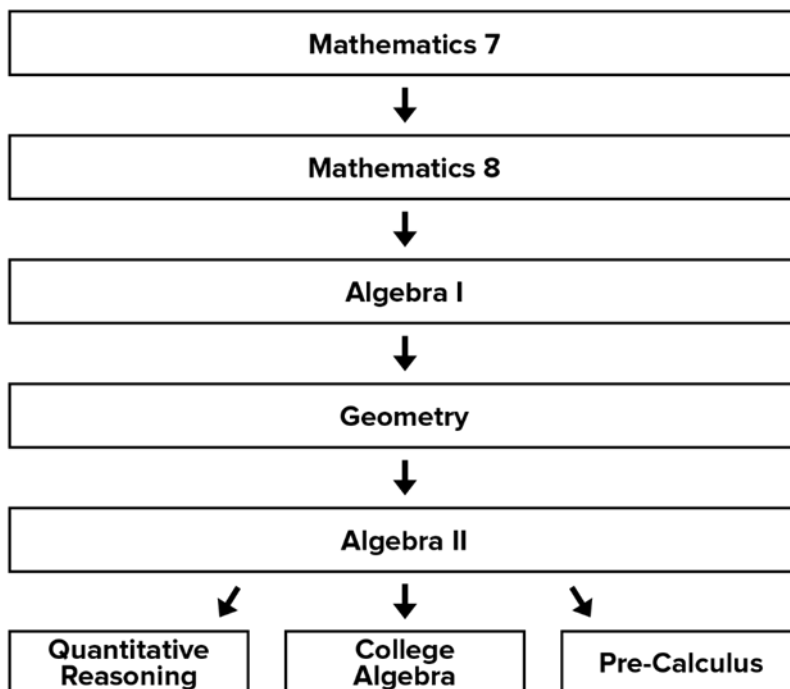 Mathematics 7
Mathematics 8
Algebra I
Geometry
Algebra II
Quantitative
Reasoning
College
Algebra
Pre-Calculus